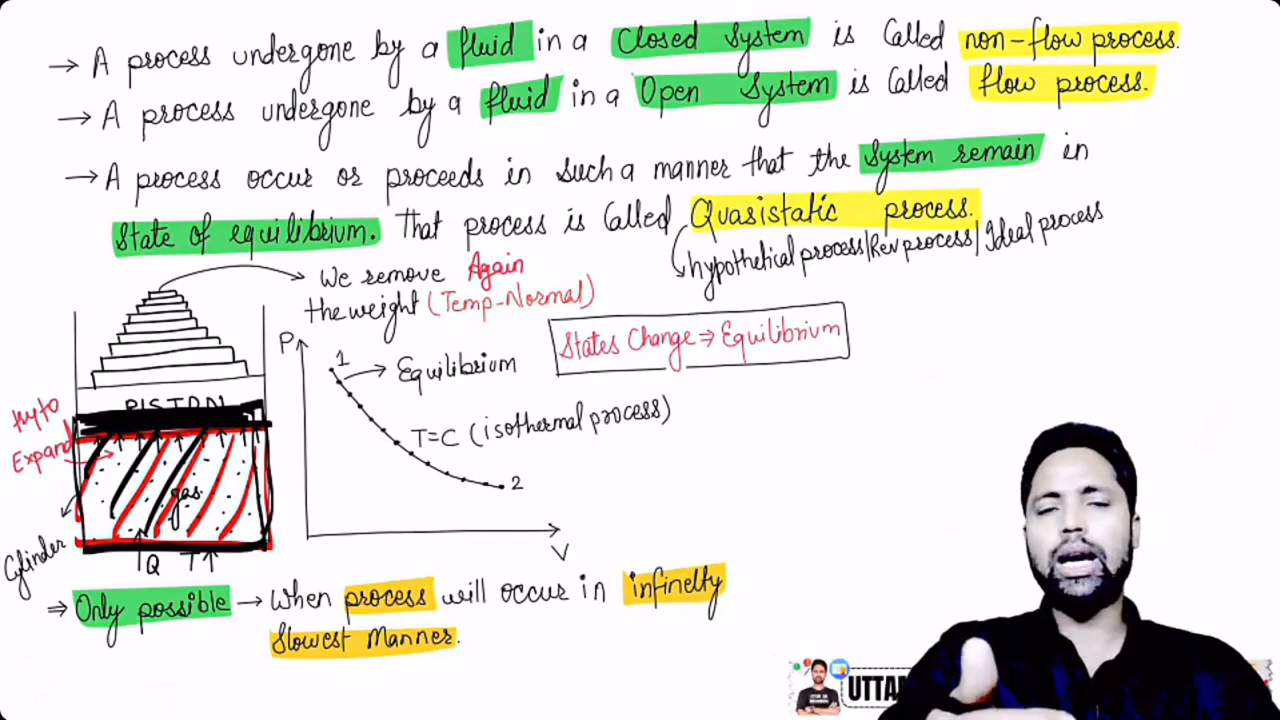 → A process undergone by a fluid in a Closed System is Called non-flow process.
→ A process undergone by a fluid in a Open System is Called flow process.
→ A process occur or proceeds in such a manner that the System remain in
State of equilibrium. That process is Called Quasistatic process.
hypothetical process/Rev process/Ideal process
We remove Again
the weight (Temp-Normal)
States Change ⇒ Equilibrium
PISTON
try to
Expand
gas
Cylinder
Q T↑
P
1
Equilibrium
T=C (isothermal process)
2
V
⇒ Only possible → When process will occur in infinelty
Slowest Manner.
UTTAM